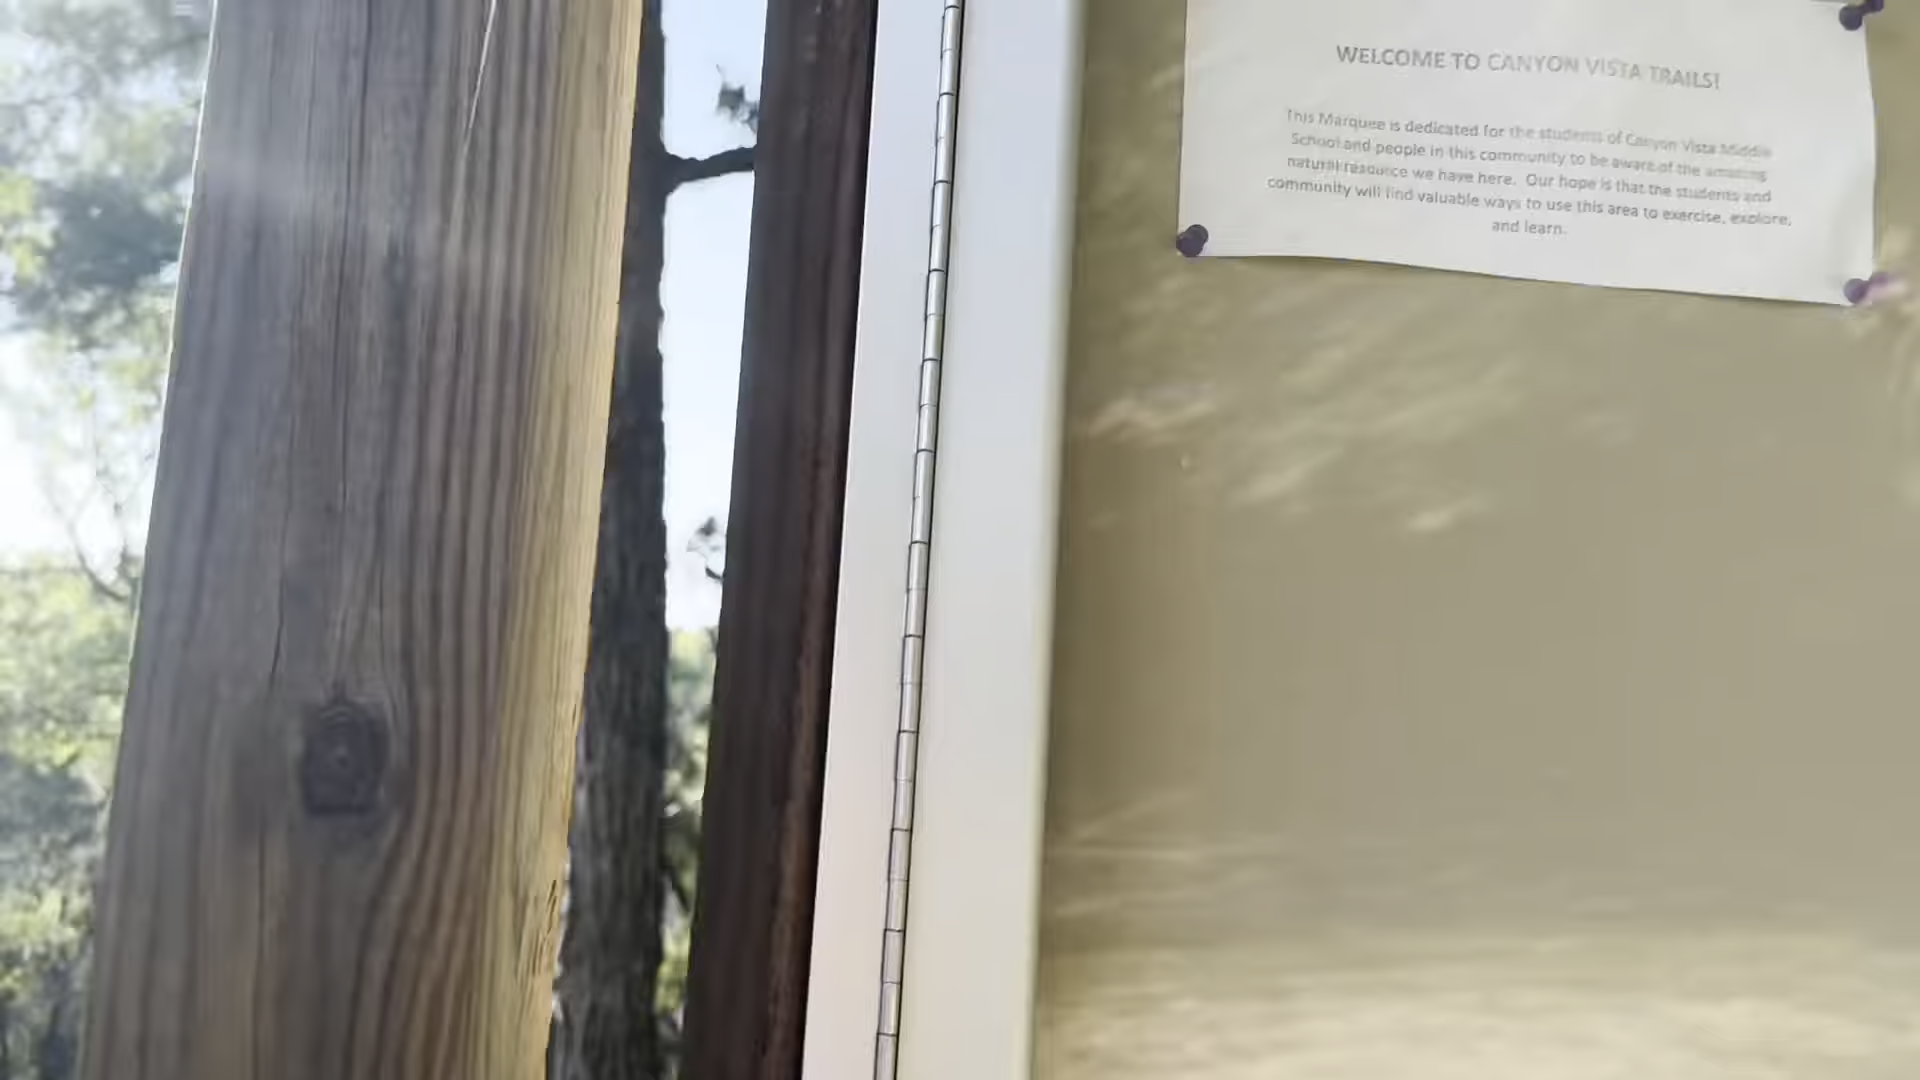 WELCOME TO CANYON VISTA TRAILS!
This Marquee is dedicated for the students of Canyon Vista Middle
School and people in this community to be aware of the amazing
natural resource we have here. Our hope is that the students and
community will find valuable ways to use this area to exercise, explore,
and learn.